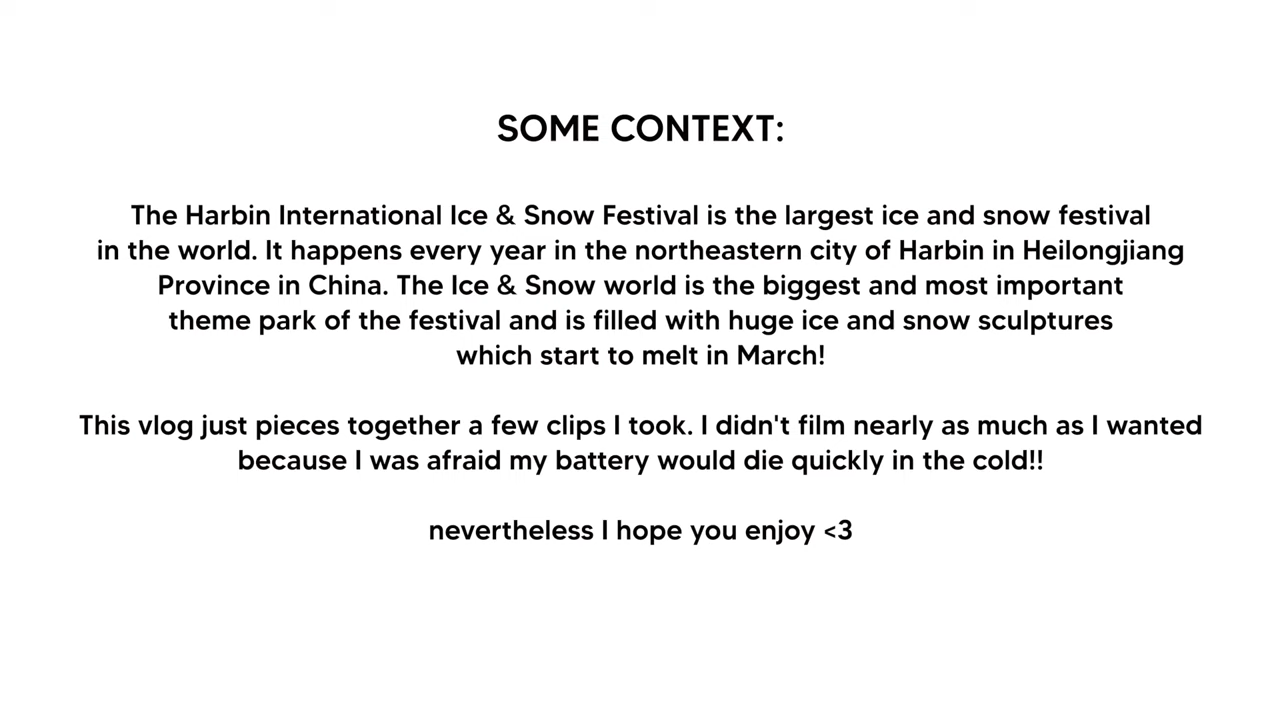 SOME CONTEXT:
The Harbin International Ice & Snow Festival is the largest ice and snow festival
in the world. It happens every year in the northeastern city of Harbin in Heilongjiang
Province in China. The Ice & Snow world is the biggest and most important
theme park of the festival and is filled with huge ice and snow sculptures
which start to melt in March!
This vlog just pieces together a few clips I took. I didn't film nearly as much as I wanted
because I was afraid my battery would die quickly in the cold!!
nevertheless I hope you enjoy <3